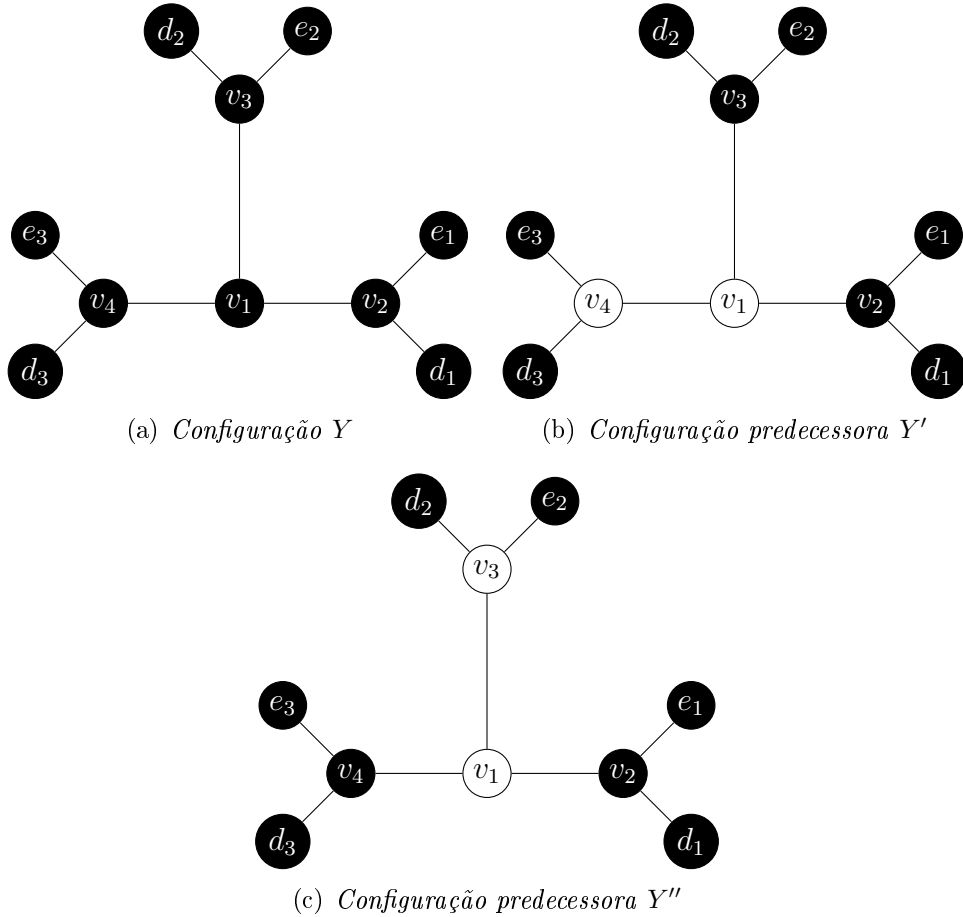 d₂ e₂ d₂ e₂
v₃ v₃
e₃ e₁ e₃ e₁
v₄ v₁ v₂ v₄ v₁ v₂
d₃ d₁ d₃ d₁
(a) Configuração Y (b) Configuração predecessora Y′
d₂ e₂
v₃
e₃ e₁
v₄ v₁ v₂
d₃ d₁
(c) Configuração predecessora Y″